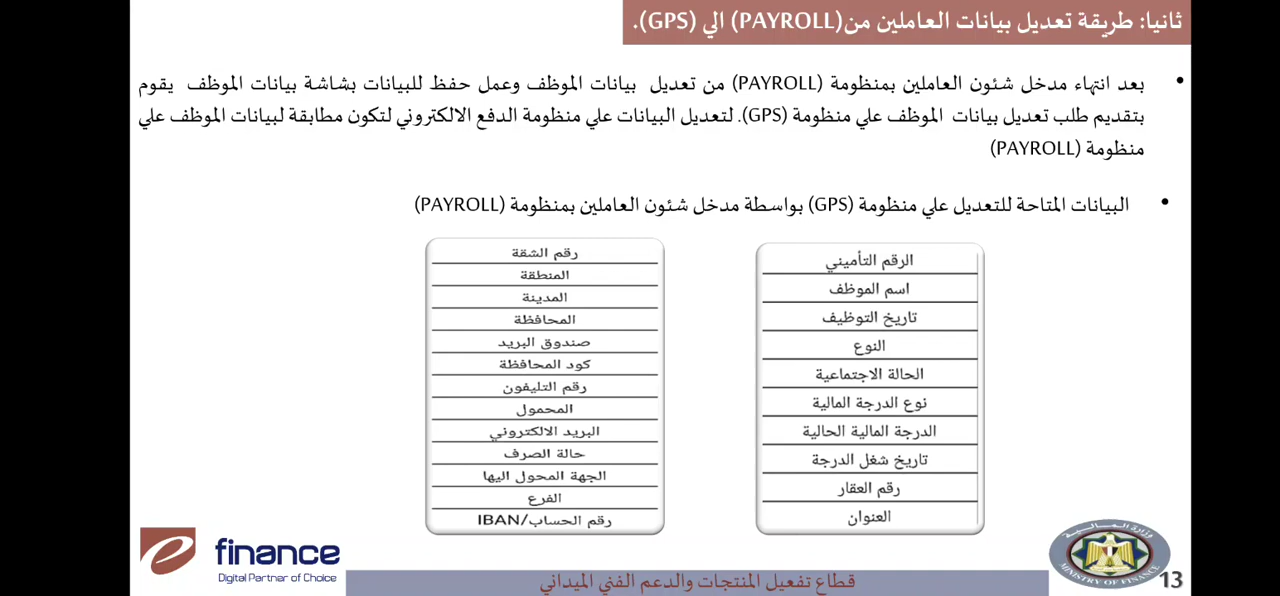 ثانيا: طريقة تعديل بيانات العاملين من(PAYROLL) الي (GPS).
• بعد انتهاء مدخل شئون العاملين بمنظومة (PAYROLL) من تعديل بيانات الموظف وعمل حفظ للبيانات بشاشة بيانات الموظف يقوم
بتقديم طلب تعديل بيانات الموظف علي منظومة (GPS). لتعديل البيانات علي منظومة الدفع الالكتروني لتكون مطابقة لبيانات الموظف علي
منظومة (PAYROLL)
• البيانات المتاحة للتعديل علي منظومة (GPS) بواسطة مدخل شئون العاملين بمنظومة (PAYROLL)
الرقم التأميني
اسم الموظف
تاريخ التوظيف
النوع
الحالة الاجتماعية
نوع الدرجة المالية
الدرجة المالية الحالية
تاريخ شغل الدرجة
رقم العقار
العنوان
رقم الشقة
المنطقة
المدينة
المحافظة
صندوق البريد
كود المحافظة
رقم التليفون
المحمول
البريد الالكتروني
حالة الصرف
الجهة المحول اليها
الفرع
رقم الحساب/IBAN
وزارة المالية
MINISTRY OF FINANCE
13
قطاع تفعيل المنتجات والدعم الفني الميداني
e finance
Digital Partner of Choice